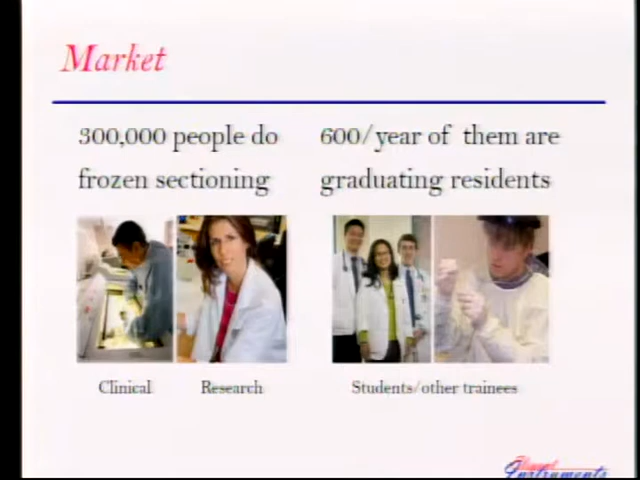 Market
300,000 people do
frozen sectioning
600/year of them are
graduating residents
Clinical
Research
Students/other trainees
Instruments